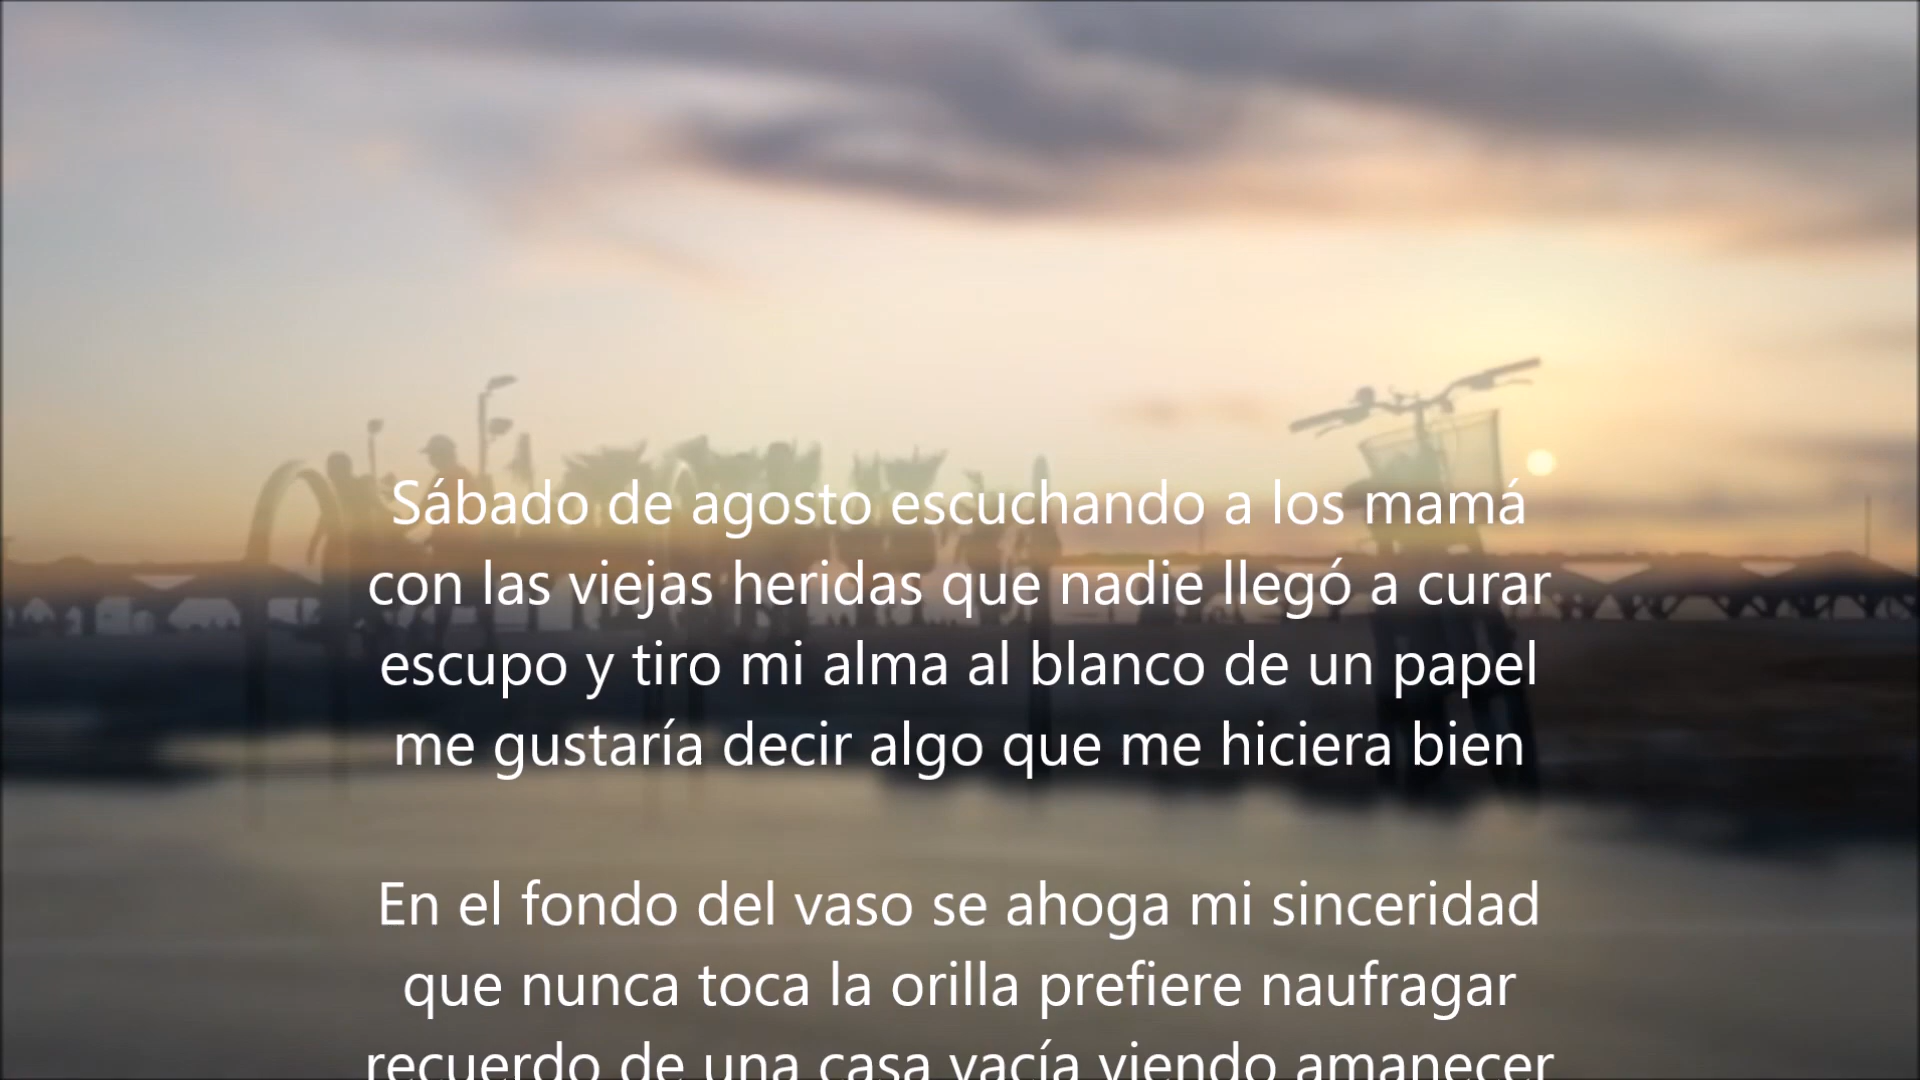 Sábado de agosto escuchando a los mamá
con las viejas heridas que nadie llegó a curar
escupo y tiro mi alma al blanco de un papel
me gustaría decir algo que me hiciera bien
En el fondo del vaso se ahoga mi sinceridad
que nunca toca la orilla prefiere naufragar
recuerdo de una casa vacía viendo amanecer